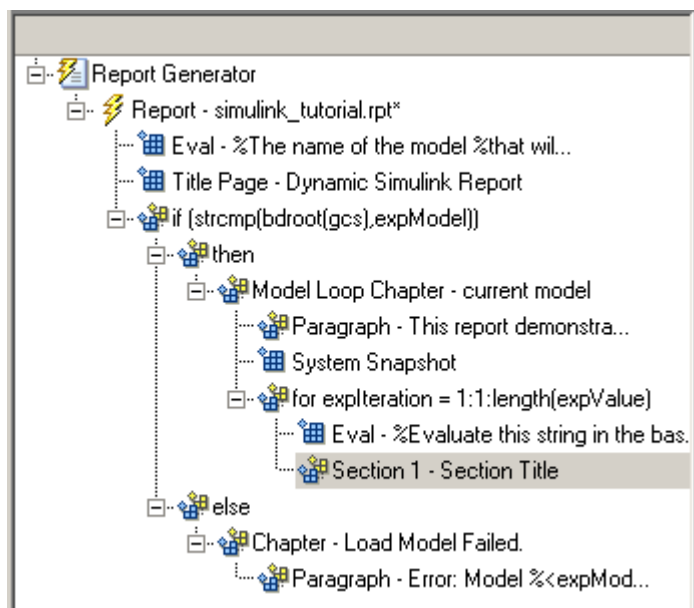 Report Generator
Report - simulink_tutorial.rpt*
Eval - %The name of the model %that wil...
Title Page - Dynamic Simulink Report
if (strcmp(bdroot(gcs),expModel))
then
Model Loop Chapter - current model
Paragraph - This report demonstra...
System Snapshot
for expIteration = 1:1:length(expValue)
Eval - %Evaluate this string in the bas.
Section 1 - Section Title
else
Chapter - Load Model Failed.
Paragraph - Error: Model %<expMod...